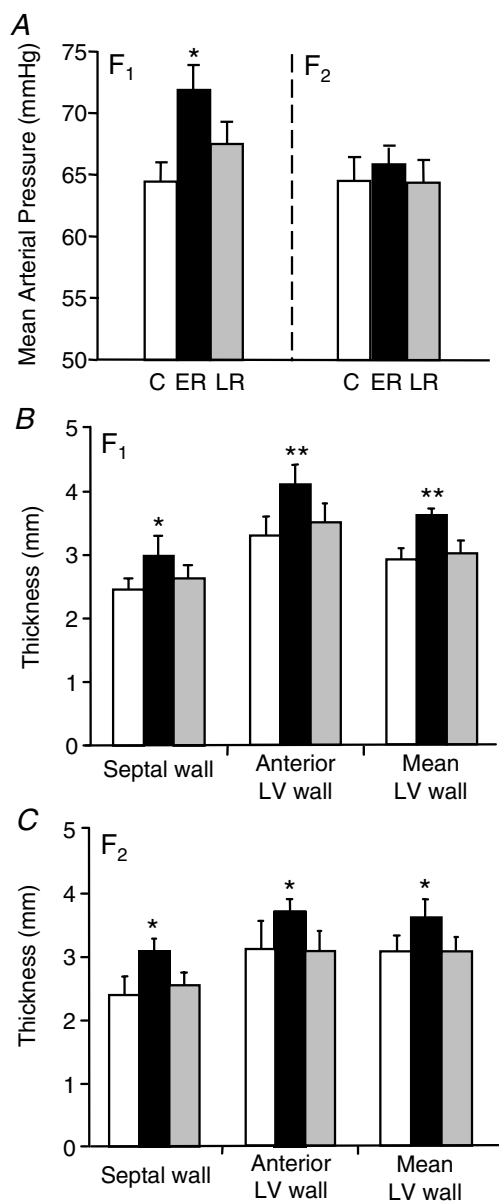 A
F₁
F₂
*
Mean Arterial Pressure (mmHg)
75
70
65
60
55
50
C ER LR
C ER LR
B
F₁
Thickness (mm)
5
4
3
2
1
0
*
**
**
Septal wall
Anterior
LV wall
Mean
LV wall
C
F₂
Thickness (mm)
5
4
3
2
1
0
*
*
*
Septal wall
Anterior
LV wall
Mean
LV wall